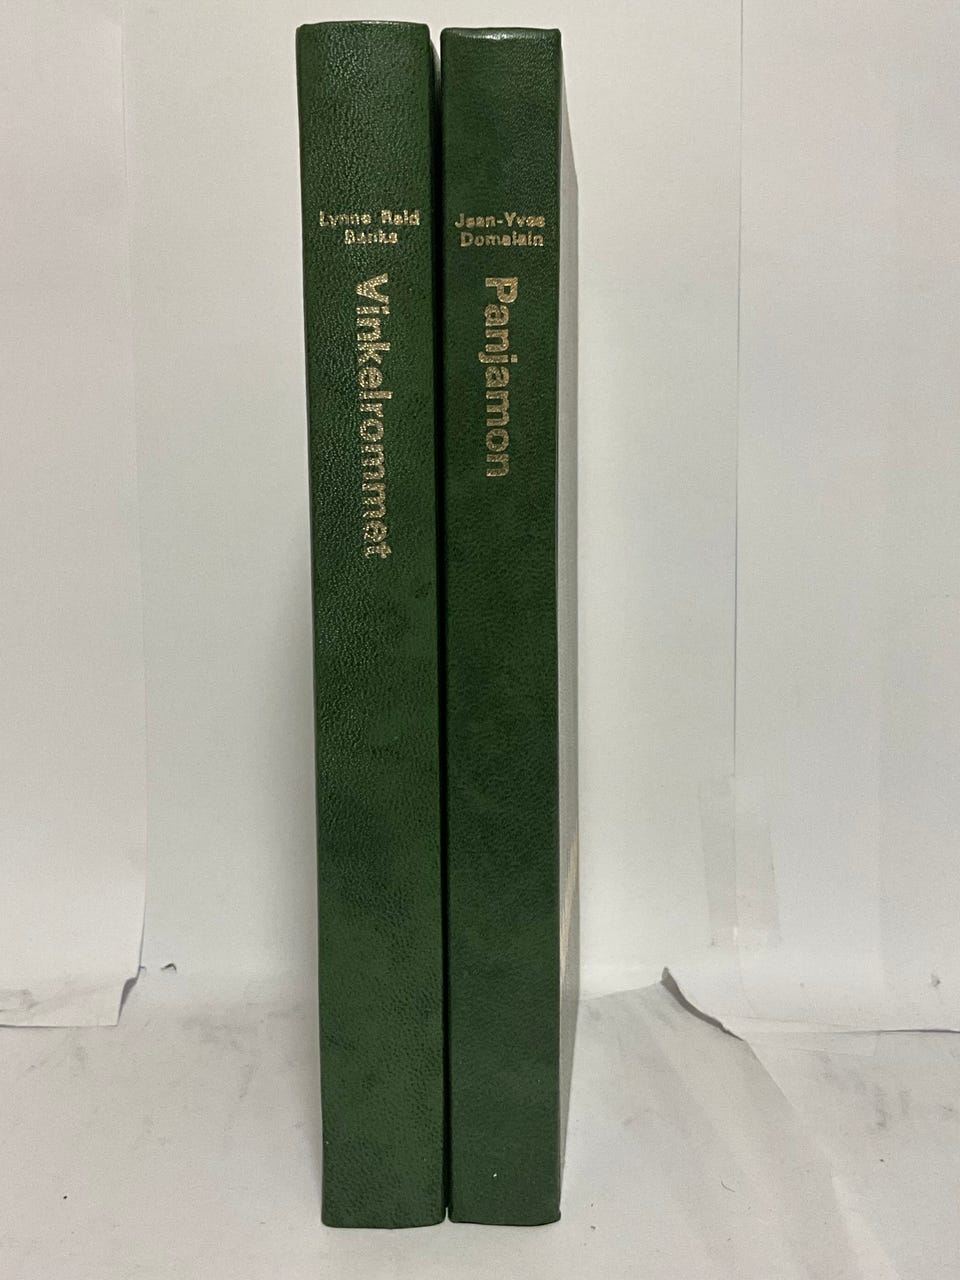 Lynne Reid
Banks
Vinkelrommet
Jean-Yves
Domalain
Panjamon